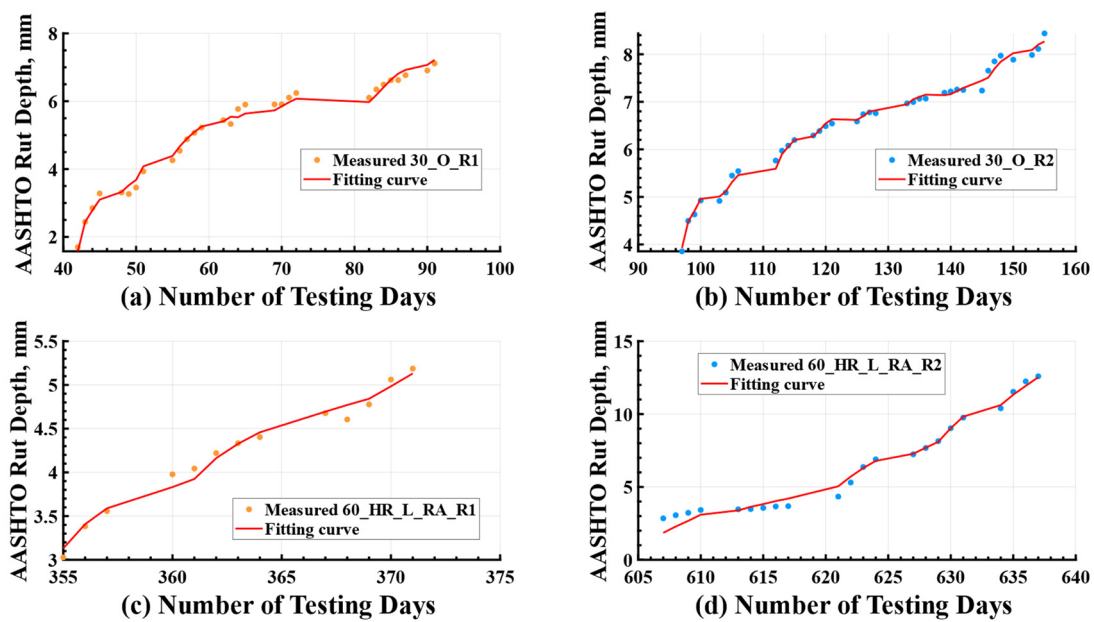 AASHTO Rut Depth, mm
8
6
4
2
40 50 60 70 80 90 100
Measured 30_O_R1
Fitting curve
(a) Number of Testing Days
AASHTO Rut Depth, mm
8
7
6
5
4
90 100 110 120 130 140 150 160
Measured 30_O_R2
Fitting curve
(b) Number of Testing Days
AASHTO Rut Depth, mm
5.5
5
4.5
4
3.5
3
355 360 365 370 375
Measured 60_HR_L_RA_R1
Fitting curve
(c) Number of Testing Days
AASHTO Rut Depth, mm
15
10
5
0
605 610 615 620 625 630 635 640
Measured 60_HR_L_RA_R2
Fitting curve
(d) Number of Testing Days